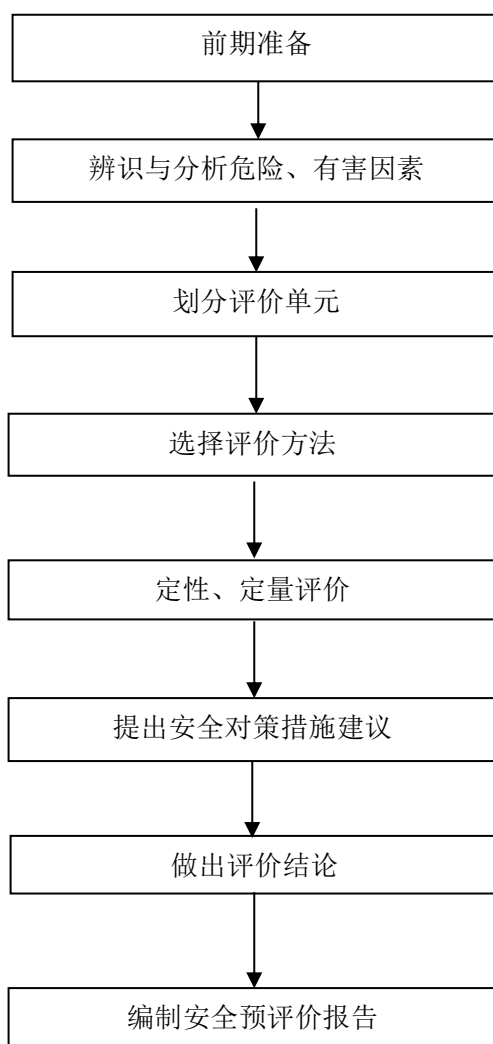 前期准备
辨识与分析危险、有害因素
划分评价单元
选择评价方法
定性、定量评价
提出安全对策措施建议
做出评价结论
编制安全预评价报告